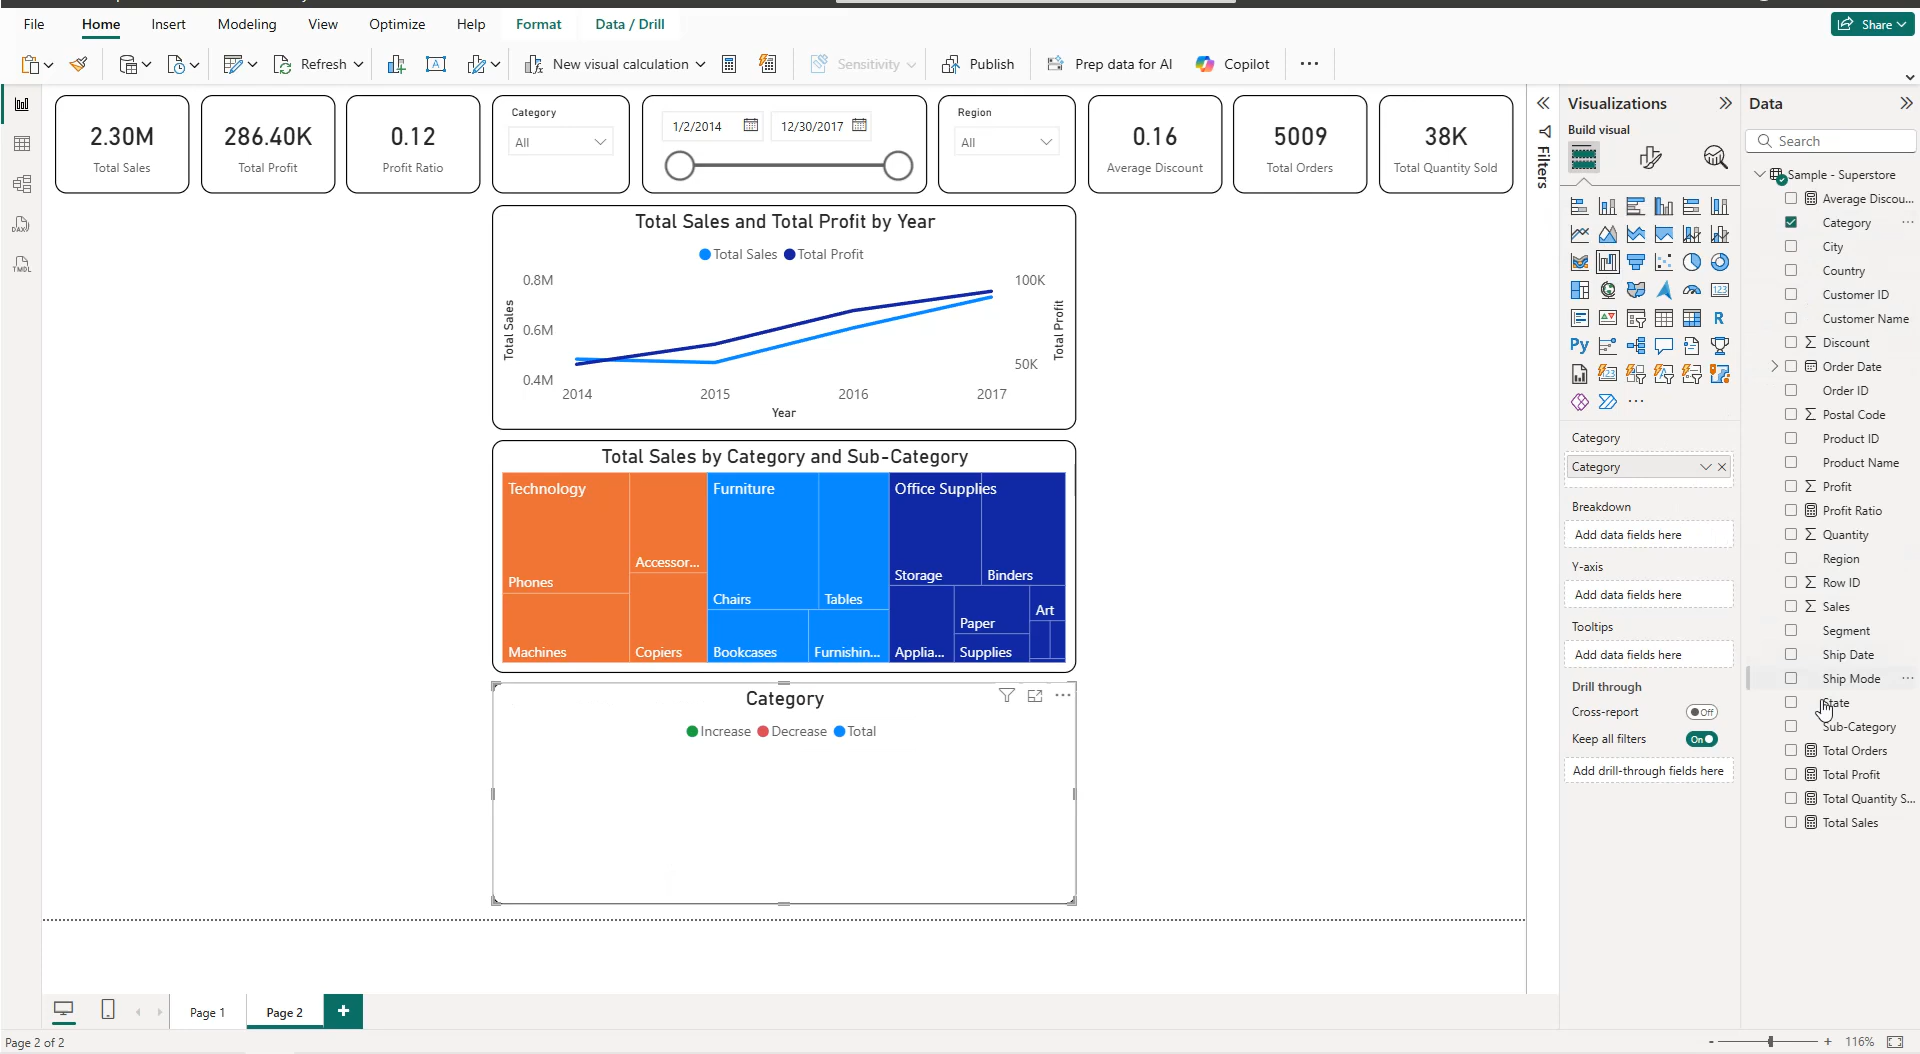 File Home Insert Modeling View Optimize Help Format Data / Drill Share
Refresh New visual calculation Sensitivity Publish Prep data for AI Copilot ...
2.30M
Total Sales
286.40K
Total Profit
0.12
Profit Ratio
Category
All
1/2/2014 12/30/2017
Region
All
0.16
Average Discount
5009
Total Orders
38K
Total Quantity Sold
Total Sales and Total Profit by Year
Total Sales Total Profit
0.8M
0.6M
0.4M
Total Sales
100K
50K
Total Profit
2014 2015 2016 2017
Year
Total Sales by Category and Sub-Category
Technology
Phones
Accessor...
Machines
Copiers
Furniture
Chairs
Tables
Bookcases
Furnishin...
Office Supplies
Storage
Binders
Applia...
Paper
Supplies
Art
Category
Increase Decrease Total
Filters
Visualizations
Build visual
123
R
Py
123
Category
Category
Breakdown
Add data fields here
Y-axis
Add data fields here
Tooltips
Add data fields here
Drill through
Cross-report Off
Keep all filters On
Add drill-through fields here
Data
Search
Sample - Superstore
Average Discou...
Category
City
Country
Customer ID
Customer Name
Discount
Order Date
Order ID
Postal Code
Product ID
Product Name
Profit
Profit Ratio
Quantity
Region
Row ID
Sales
Segment
Ship Date
Ship Mode
State
Sub-Category
Total Orders
Total Profit
Total Quantity S...
Total Sales
DAX
TMDL
Page 1 Page 2 +
Page 2 of 2
- + 116%